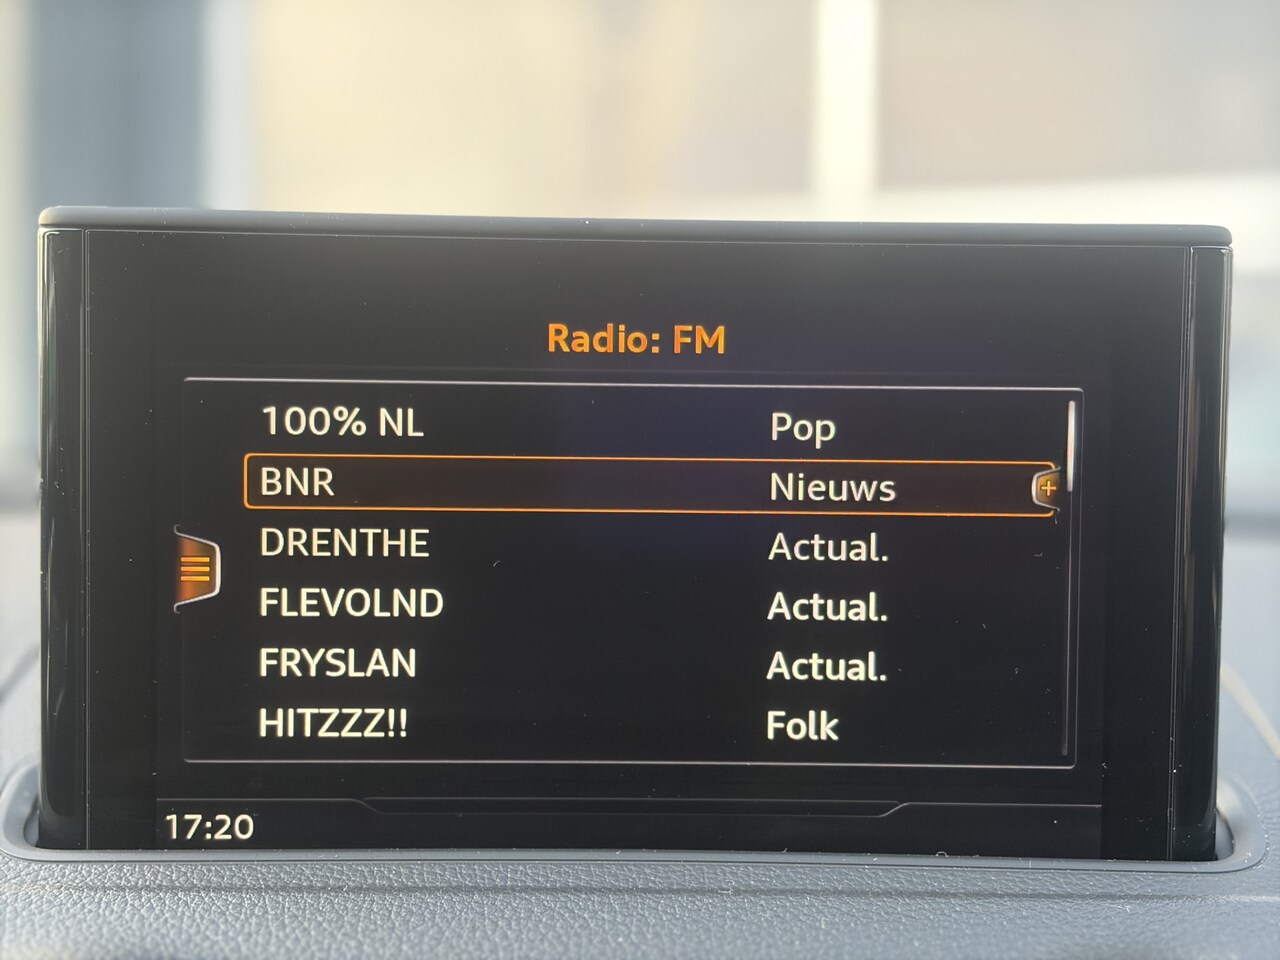 Radio: FM
100% NL Pop
BNR Nieuws
DRENTHE Actual.
FLEVOLND Actual.
FRYSLAN Actual.
HITZZZ!! Folk
17:20